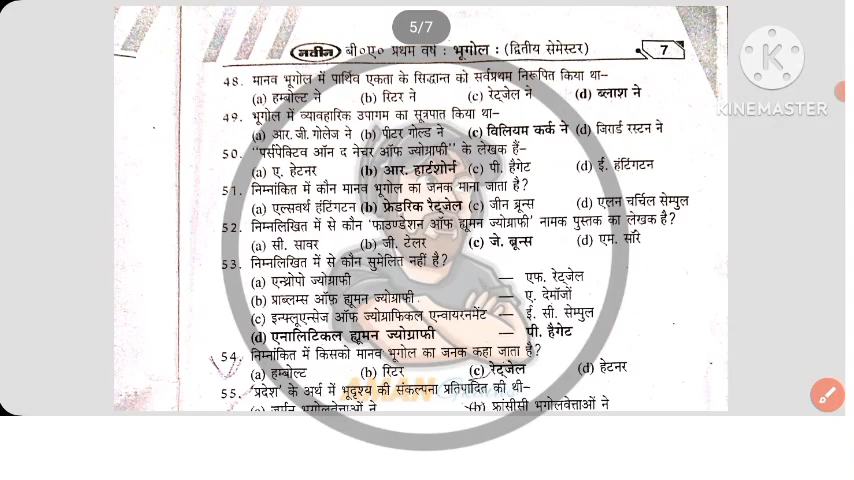 5/7
नवीन बी०ए० प्रथम वर्ष : भूगोल : (द्वितीय सेमेस्टर) 7
KINEMASTER
48. मानव भूगोल में पार्थिव एकता के सिद्धान्त को सर्वप्रथम निरूपित किया था–
(a) हम्बोल्ट ने (b) रिटर ने (c) रेट्जेल ने (d) ब्लाश ने
49. भूगोल में व्यावहारिक उपागम का सूत्रपात किया था–
(a) आर.जी. गोलेज ने (b) पीटर गोल्ड ने (c) विलियम कर्क ने (d) जिरार्ड रस्टन ने
50. "पर्सपेक्टिव ऑन द नेचर ऑफ ज्योग्राफी" के लेखक हैं–
(a) ए. हेटनर (b) आर. हार्टशोर्न (c) पी. हैगेट (d) ई. हंटिंगटन
51. निम्नांकित में कौन मानव भूगोल का जनक माना जाता है?
(a) एल्सवर्थ हंटिंगटन (b) फ्रेडरिक रैट्जेल (c) जीन ब्रून्स (d) एलन चर्चिल सेम्पुल
52. निम्नलिखित में से कौन 'फाउण्डेशन ऑफ ह्यूमन ज्योग्राफी' नामक पुस्तक का लेखक है?
(a) सी. सावर (b) जी. टेलर (c) जे. ब्रून्स (d) एम. सॉरे
53. निम्नलिखित में से कौन सुमेलित नहीं है?
(a) एन्थ्रोपो ज्योग्राफी — एफ. रेट्जेल
(b) प्राब्लम्स ऑफ ह्यूमन ज्योग्राफी. — ए. देमॉजों
(c) इन्फ्लूएन्सेज ऑफ ज्योग्राफिकल एन्वायरनमेंट — ई. सी. सेम्पुल
(d) एनालिटिकल ह्यूमन ज्योग्राफी — पी. हैगेट
54. निम्नांकित में किसको मानव भूगोल का जनक कहा जाता है?
(a) हम्बोल्ट (b) रिटर (c) रेट्जेल (d) हेटनर
55. 'प्रदेश' के अर्थ में भूदृश्य की संकल्पना प्रतिपादित की थी–
(a) जर्मन भूगोलवेत्ताओं ने (b) फ्रांसीसी भूगोलवेत्ताओं ने